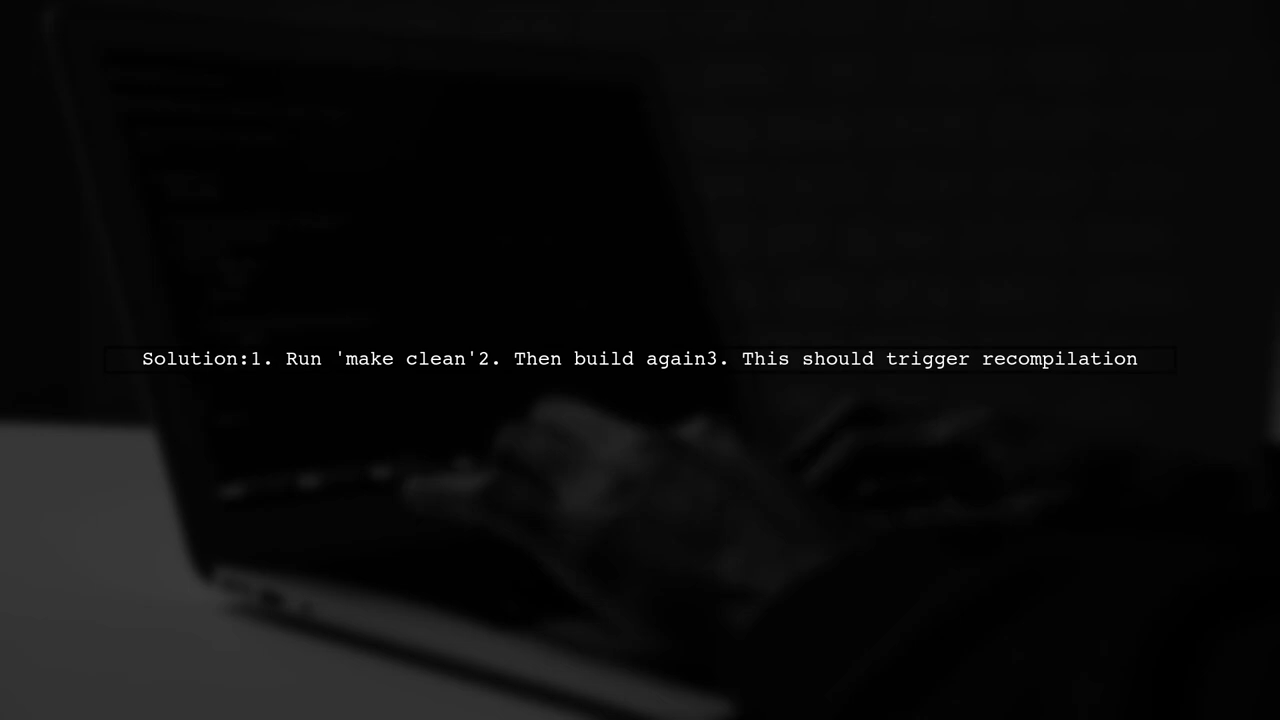 Solution:1. Run 'make clean'2. Then build again3. This should trigger recompilation